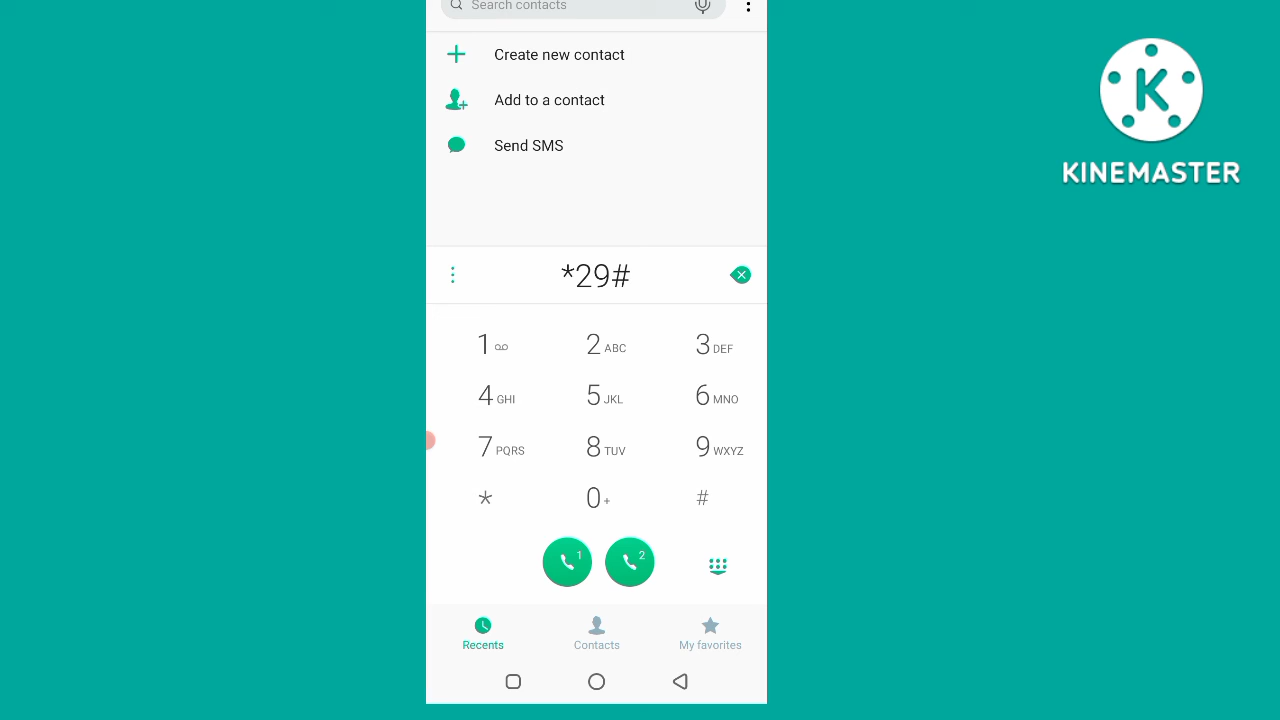 Search contacts
Create new contact
Add to a contact
Send SMS
*29#
1
2 ABC
3 DEF
4 GHI
5 JKL
6 MNO
7 PQRS
8 TUV
9 WXYZ
*
0 +
#
1
2
Recents
Contacts
My favorites
K
KINEMASTER